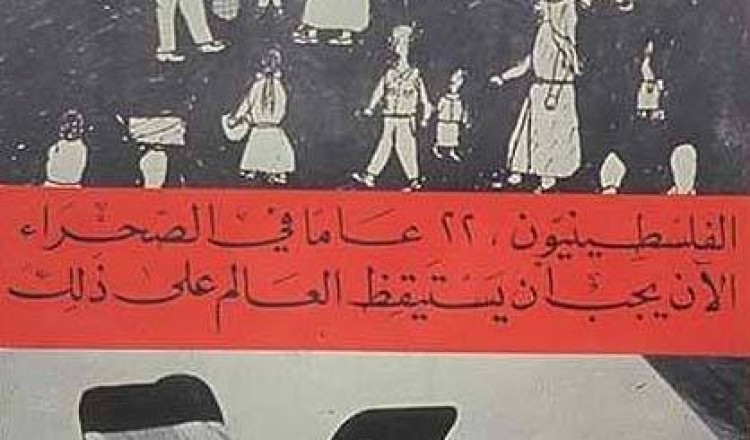 الفلسطينيون، ٢٢ عاما في الصحراء
الآن يجب أن يستيقظ العالم على ذلك